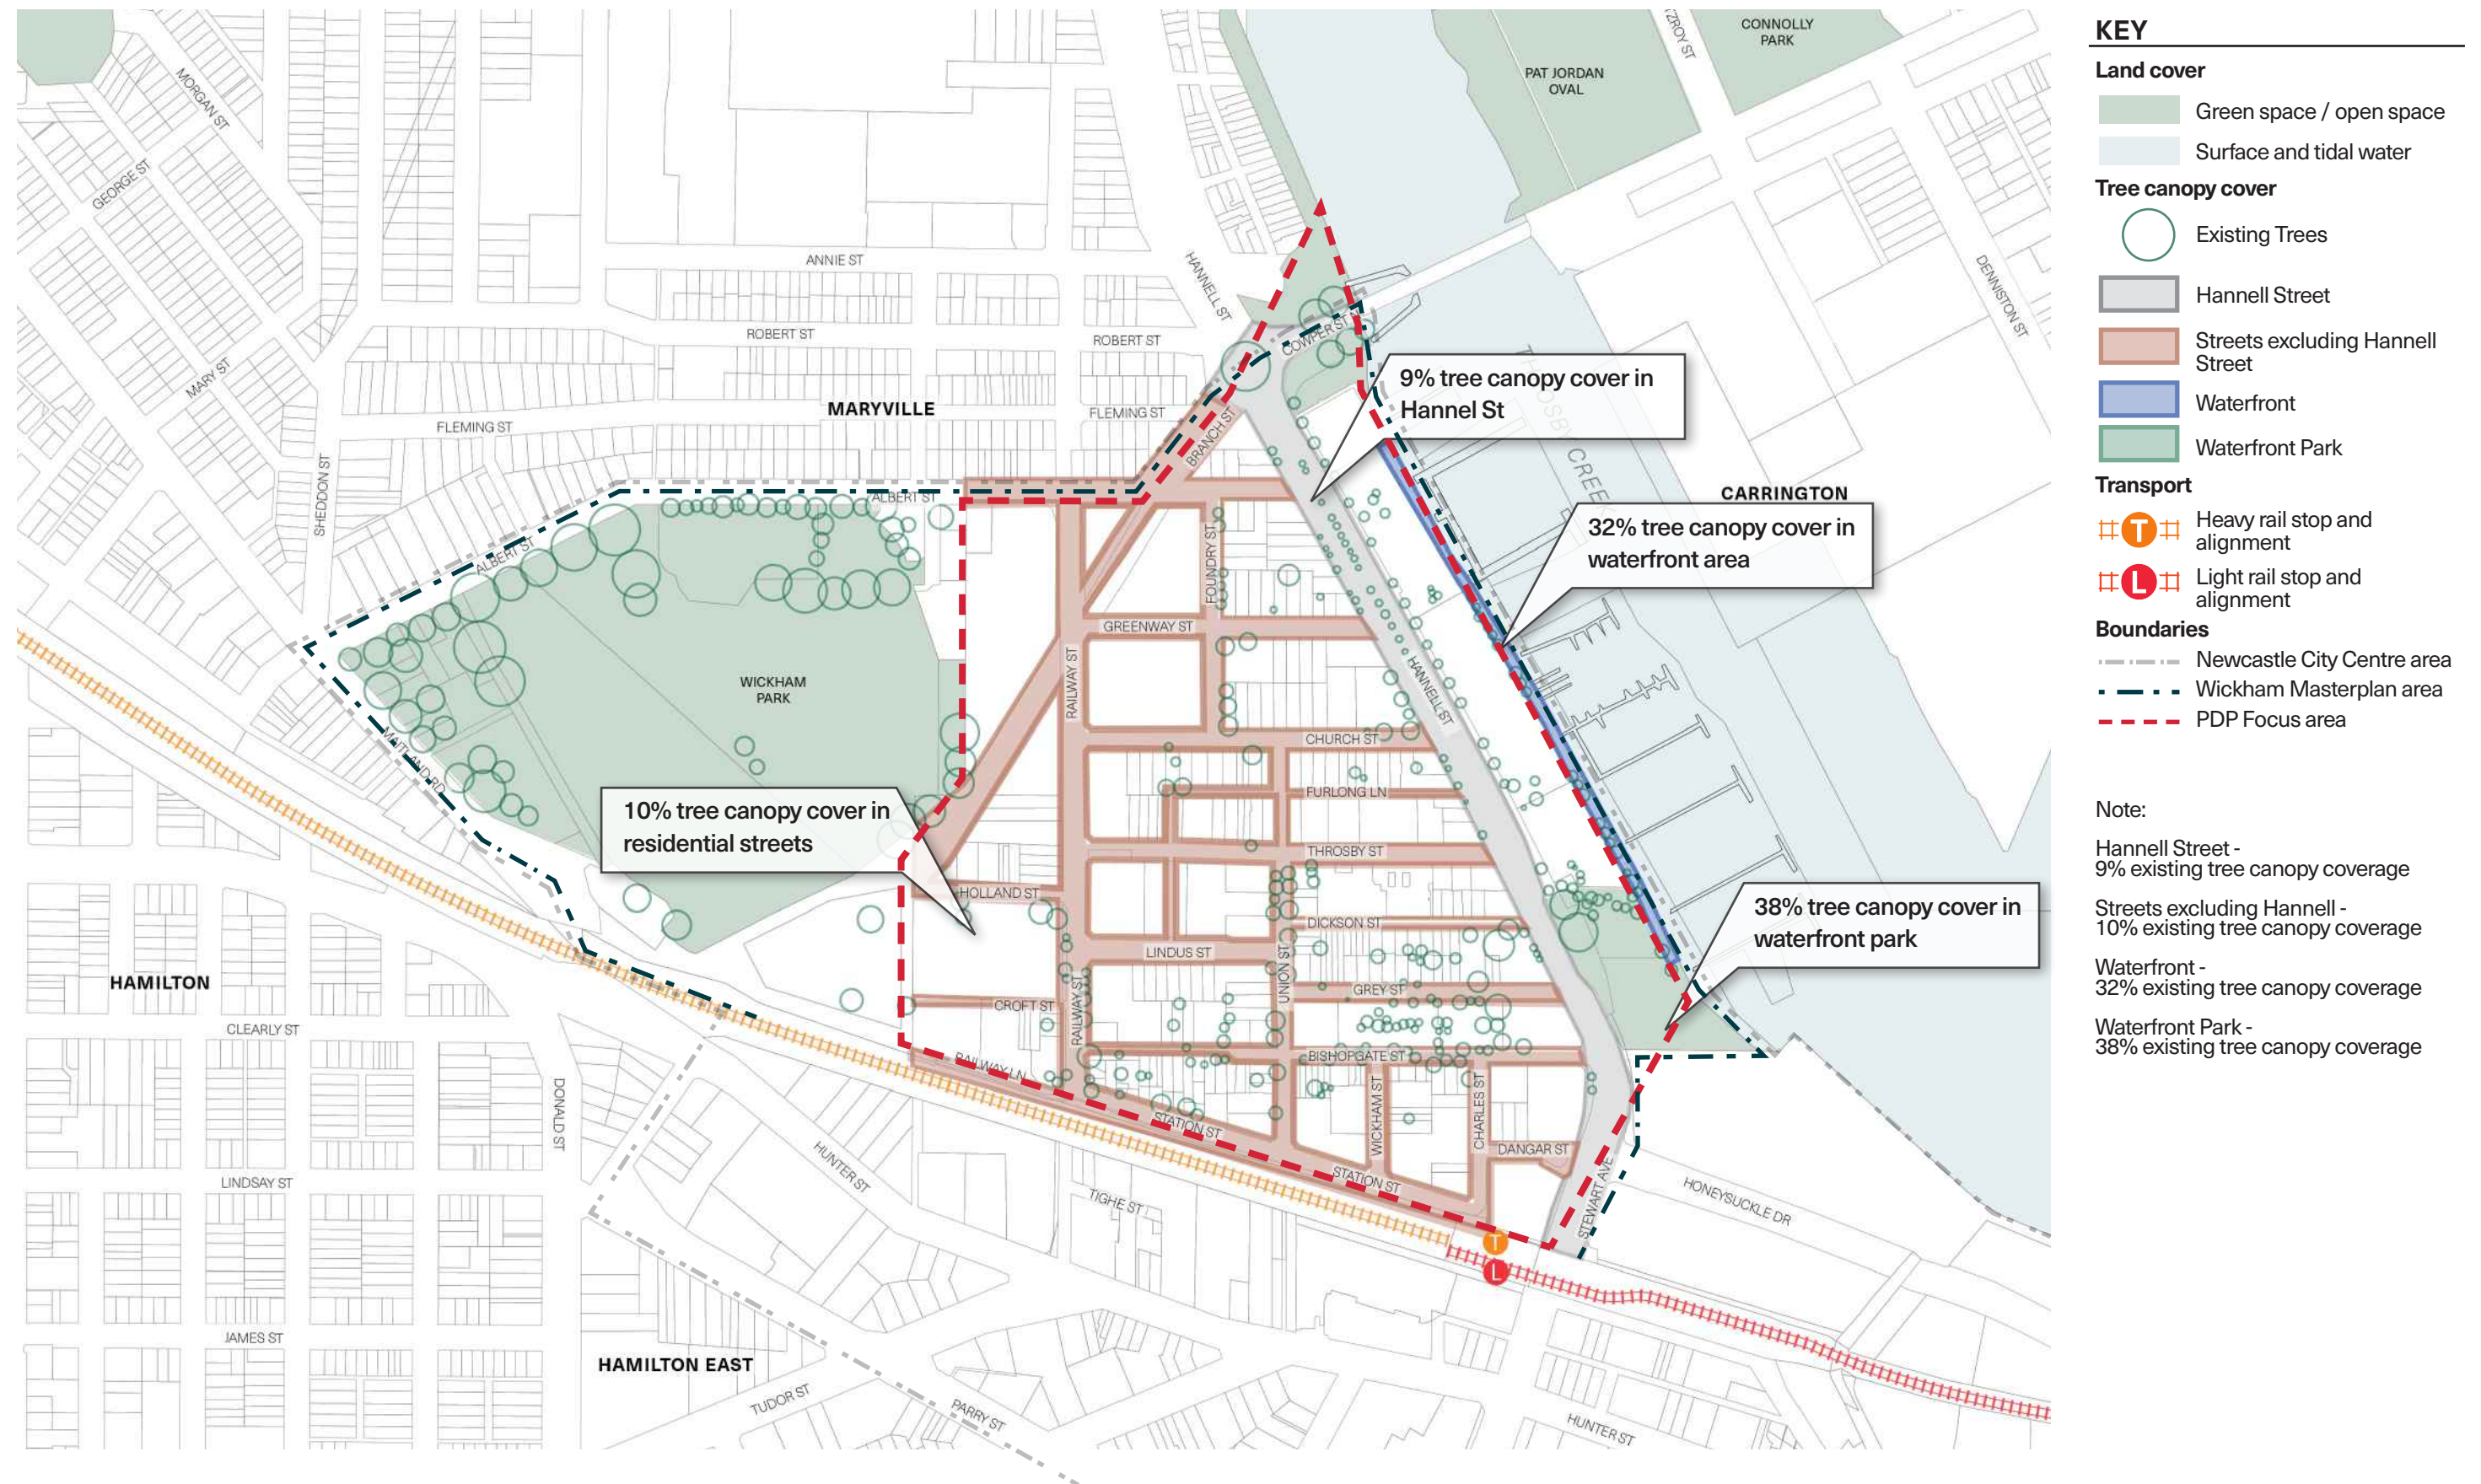 CONNOLLY
PARK
ZROY ST
PAT JORDAN
OVAL
MORGAN ST
GEORGE ST
DENNISTON ST
ANNIE ST
HANNELL ST
ROBERT ST
ROBERT ST
COWPER ST N
MARY ST
MARYVILLE
FLEMING ST
FLEMING ST
BRANCH ST
SHEDDON ST
9% tree canopy cover in
Hannel St
CREEK
CARRINGTON
ALBERT ST
ALBERT ST
32% tree canopy cover in
waterfront area
FOUNDRY ST
GREENWAY ST
RAILWAY ST
HANNELL ST
WICKHAM
PARK
CHURCH ST
MAITLAND RD
FURLONG LN
10% tree canopy cover in
residential streets
THROSBY ST
HOLLAND ST
DICKSON ST
38% tree canopy cover in
waterfront park
LINDUS ST
UNION ST
HAMILTON
GREY ST
CROFT ST
RAILWAY ST
CLEARLY ST
BISHOPGATE ST
RAILWAY LN
DONALD ST
STATION ST
WICKHAM ST
CHARLES ST
DANGAR ST
HUNTER ST
STATION ST
LINDSAY ST
TIGHE ST
STEWART AVE
HONEYSUCKLE DR
T
L
JAMES ST
HAMILTON EAST
TUDOR ST
PARRY ST
HUNTER ST
KEY
Land cover
Green space / open space
Surface and tidal water
Tree canopy cover
Existing Trees
Hannell Street
Streets excluding Hannell
Street
Waterfront
Waterfront Park
Transport
T
Heavy rail stop and
alignment
L
Light rail stop and
alignment
Boundaries
Newcastle City Centre area
Wickham Masterplan area
PDP Focus area
Note:
Hannell Street -
9% existing tree canopy coverage
Streets excluding Hannell -
10% existing tree canopy coverage
Waterfront -
32% existing tree canopy coverage
Waterfront Park -
38% existing tree canopy coverage